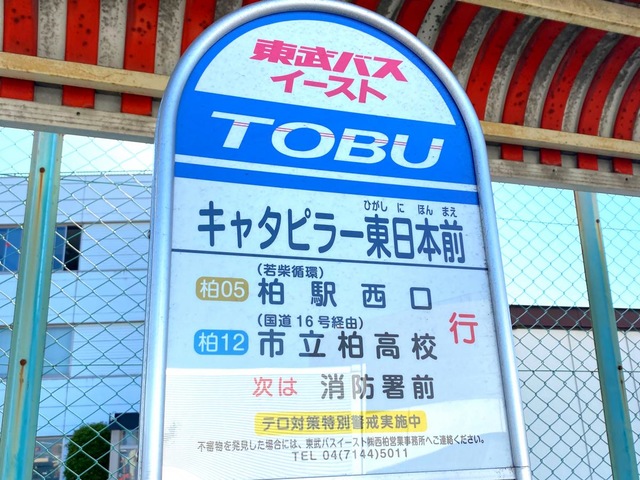 東武バス
イースト
TOBU
ひがし に ほん まえ
キャタピラー東日本前
(若柴循環)
柏05 柏駅西口
(国道16号経由)
柏12 市立柏高校
行
次は 消防署前
テロ対策特別警戒実施中
不審物を発見した場合には、東武バスイースト㈱西柏営業事務所へご連絡ください。
TEL 04(7144)5011